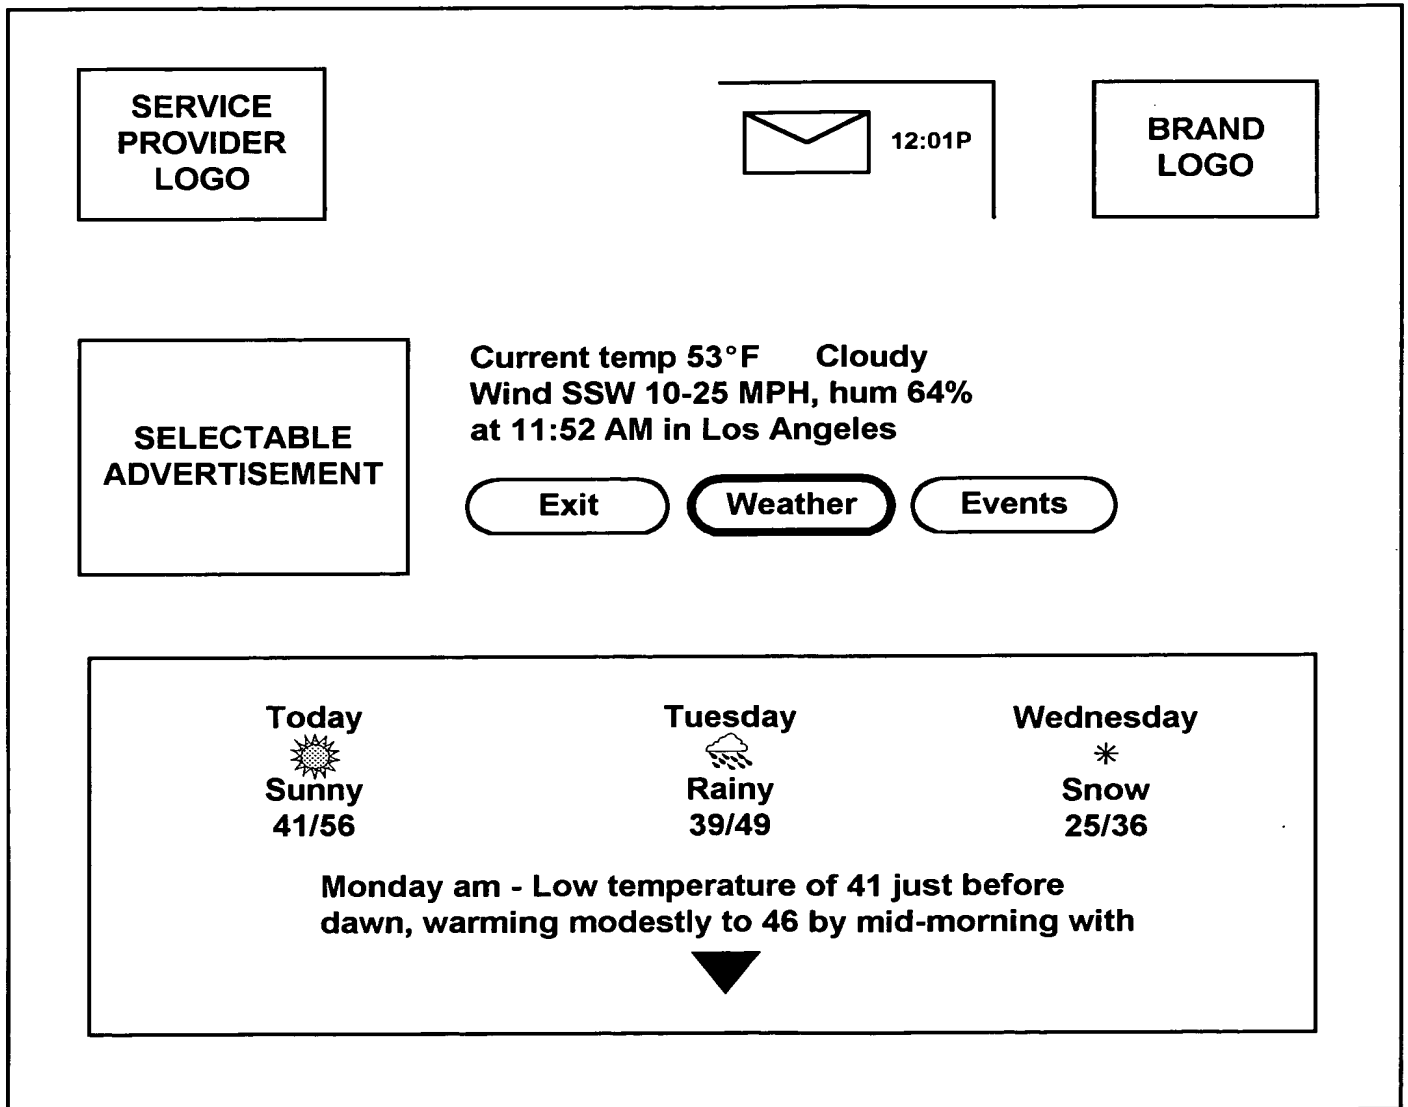 SERVICE
PROVIDER
LOGO
12:01P
BRAND
LOGO
SELECTABLE
ADVERTISEMENT
Current temp 53°F Cloudy
Wind SSW 10-25 MPH, hum 64%
at 11:52 AM in Los Angeles
Exit Weather Events
Today Tuesday Wednesday
Sunny Rainy Snow
41/56 39/49 25/36
Monday am - Low temperature of 41 just before
dawn, warming modestly to 46 by mid-morning with